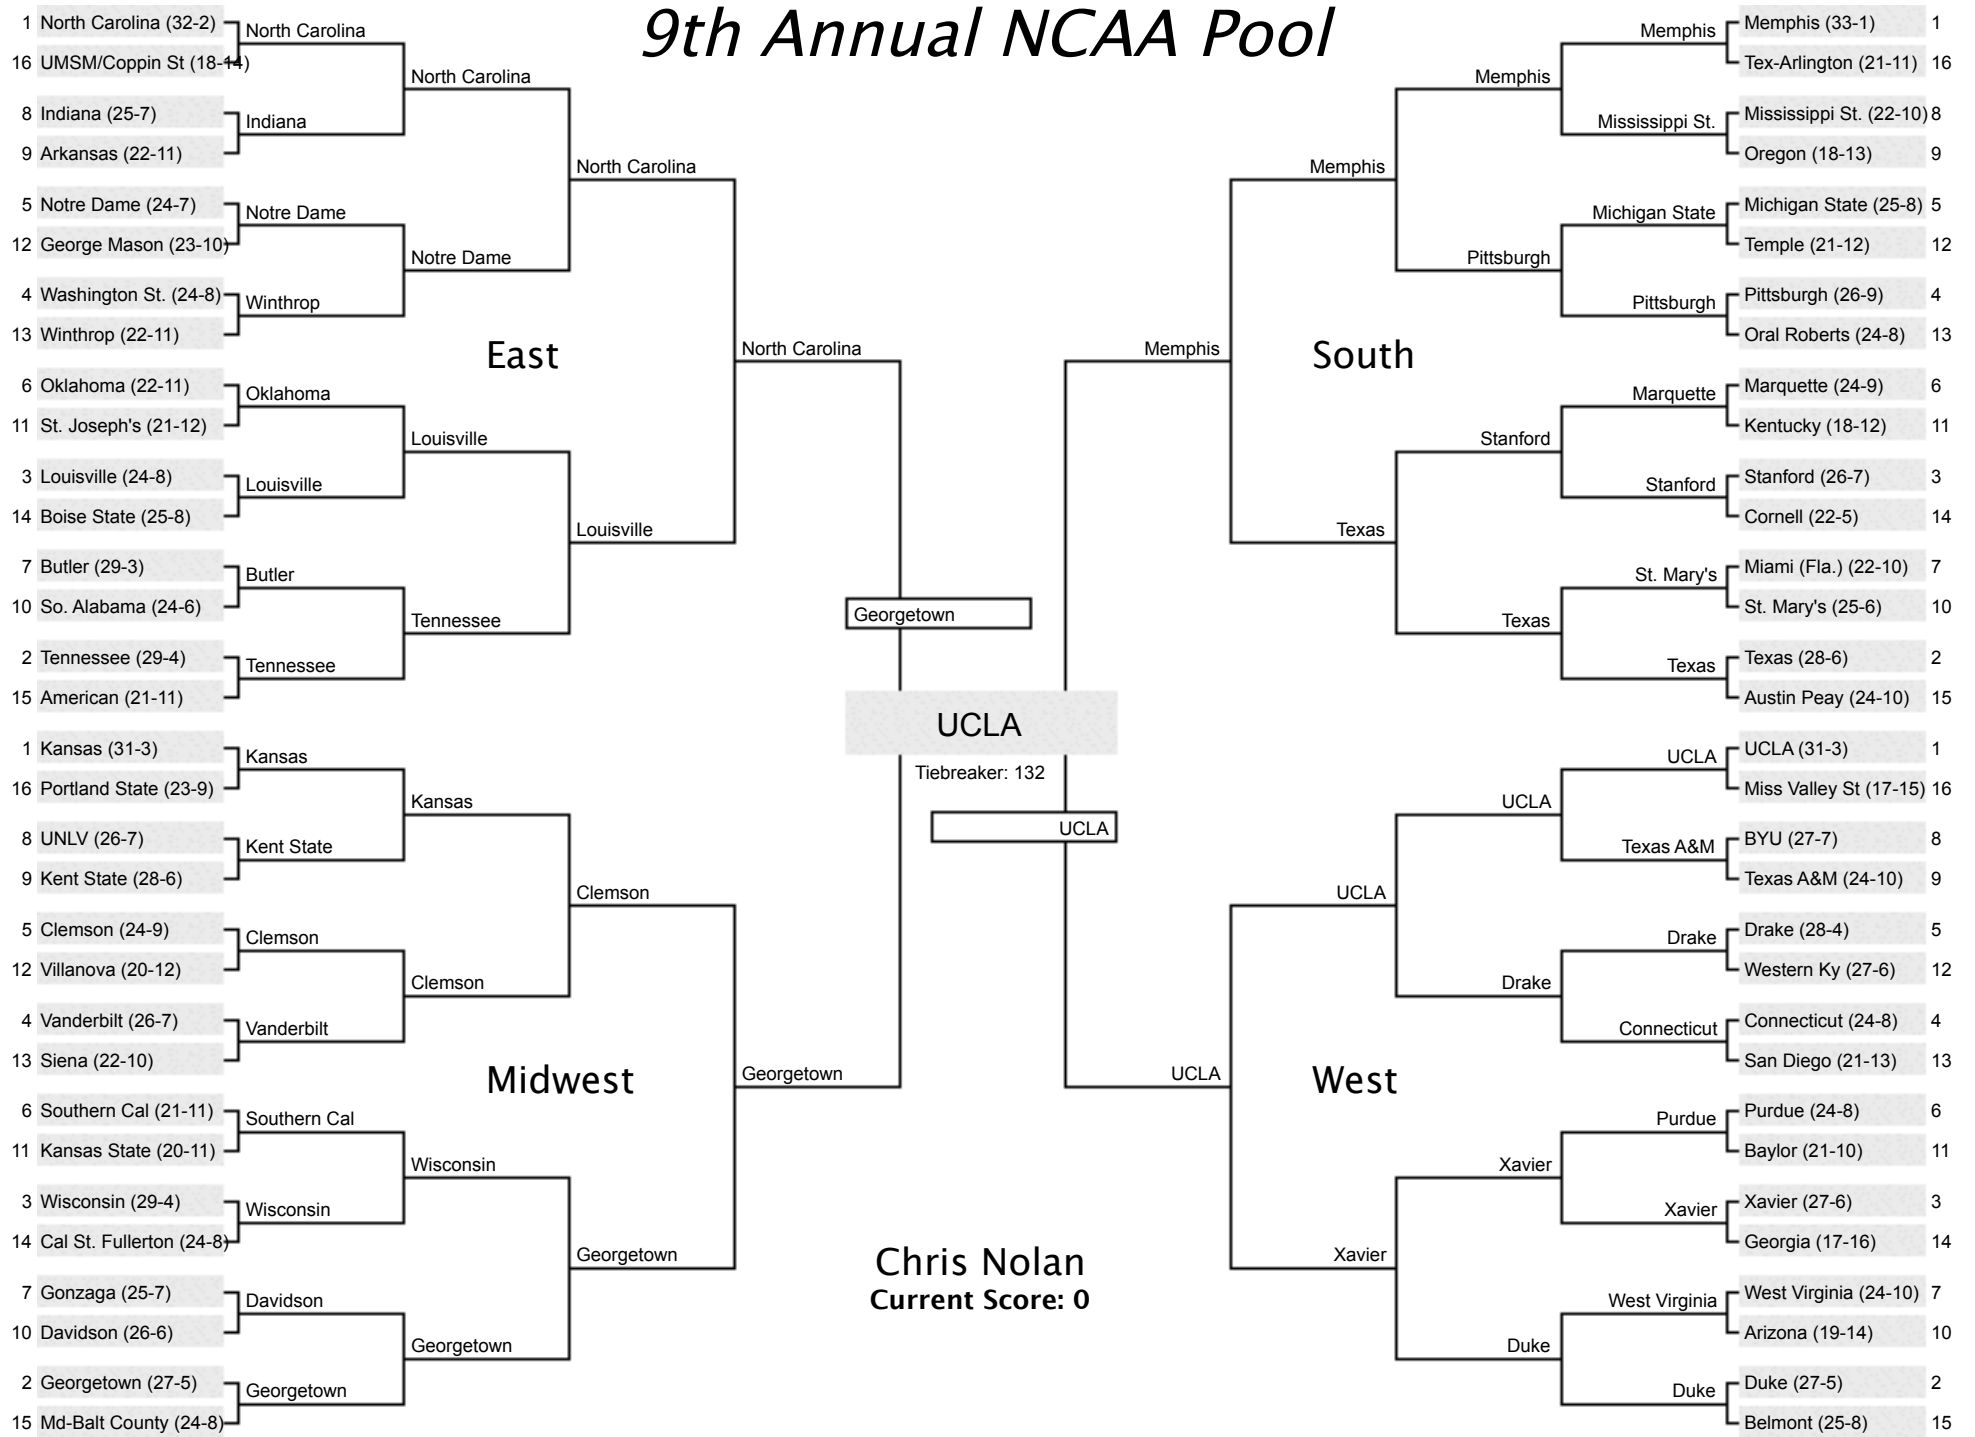 9th Annual NCAA Pool
1 North Carolina (32-2)
North Carolina
16 UMSM/Coppin St (18-14)
North Carolina
8 Indiana (25-7)
Indiana
9 Arkansas (22-11)
North Carolina
5 Notre Dame (24-7)
Notre Dame
12 George Mason (23-10)
Notre Dame
4 Washington St. (24-8)
Winthrop
13 Winthrop (22-11)
East
North Carolina
6 Oklahoma (22-11)
Oklahoma
11 St. Joseph's (21-12)
Louisville
3 Louisville (24-8)
Louisville
14 Boise State (25-8)
Louisville
7 Butler (29-3)
Butler
10 So. Alabama (24-6)
Tennessee
2 Tennessee (29-4)
Tennessee
15 American (21-11)
1 Kansas (31-3)
Kansas
16 Portland State (23-9)
Kansas
8 UNLV (26-7)
Kent State
9 Kent State (28-6)
Clemson
5 Clemson (24-9)
Clemson
12 Villanova (20-12)
Clemson
4 Vanderbilt (26-7)
Vanderbilt
13 Siena (22-10)
Midwest
Georgetown
6 Southern Cal (21-11)
Southern Cal
11 Kansas State (20-11)
Wisconsin
3 Wisconsin (29-4)
Wisconsin
14 Cal St. Fullerton (24-8)
Georgetown
7 Gonzaga (25-7)
Davidson
10 Davidson (26-6)
Georgetown
2 Georgetown (27-5)
Georgetown
15 Md-Balt County (24-8)
Georgetown
UCLA
Tiebreaker: 132
UCLA
Chris Nolan
Current Score: 0
Memphis (33-1) 1
Memphis
Tex-Arlington (21-11) 16
Memphis
Mississippi St. (22-10) 8
Mississippi St.
Oregon (18-13) 9
Memphis
Michigan State (25-8) 5
Michigan State
Temple (21-12) 12
Pittsburgh
Pittsburgh (26-9) 4
Pittsburgh
Oral Roberts (24-8) 13
Memphis
South
Marquette (24-9) 6
Marquette
Kentucky (18-12) 11
Stanford
Stanford (26-7) 3
Stanford
Cornell (22-5) 14
Texas
Miami (Fla.) (22-10) 7
St. Mary's
St. Mary's (25-6) 10
Texas
Texas (28-6) 2
Texas
Austin Peay (24-10) 15
UCLA (31-3) 1
UCLA
Miss Valley St (17-15) 16
UCLA
BYU (27-7) 8
Texas A&M
Texas A&M (24-10) 9
UCLA
Drake (28-4) 5
Drake
Western Ky (27-6) 12
Drake
Connecticut (24-8) 4
Connecticut
San Diego (21-13) 13
UCLA
West
Purdue (24-8) 6
Purdue
Baylor (21-10) 11
Xavier
Xavier (27-6) 3
Xavier
Georgia (17-16) 14
Xavier
West Virginia (24-10) 7
West Virginia
Arizona (19-14) 10
Duke
Duke (27-5) 2
Duke
Belmont (25-8) 15